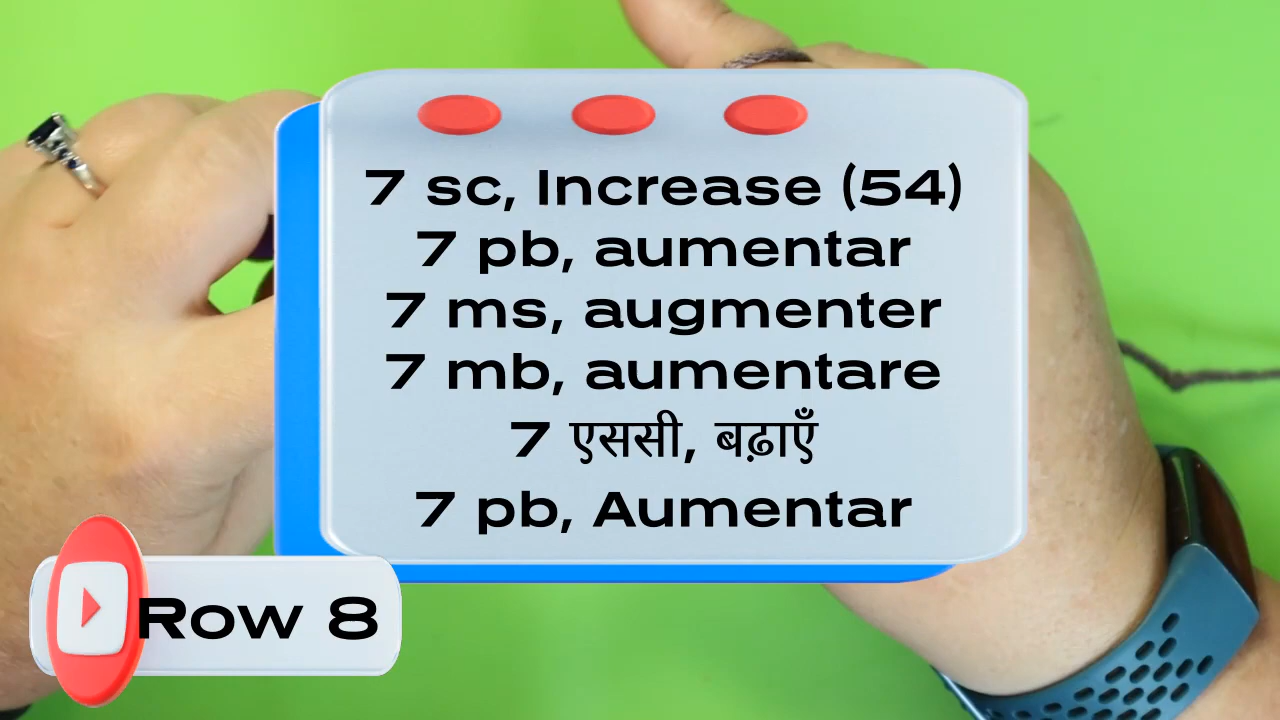 7 sc, Increase (54)
7 pb, aumentar
7 ms, augmenter
7 mb, aumentare
7 एससी, बढ़ाएँ
7 pb, Aumentar
Row 8